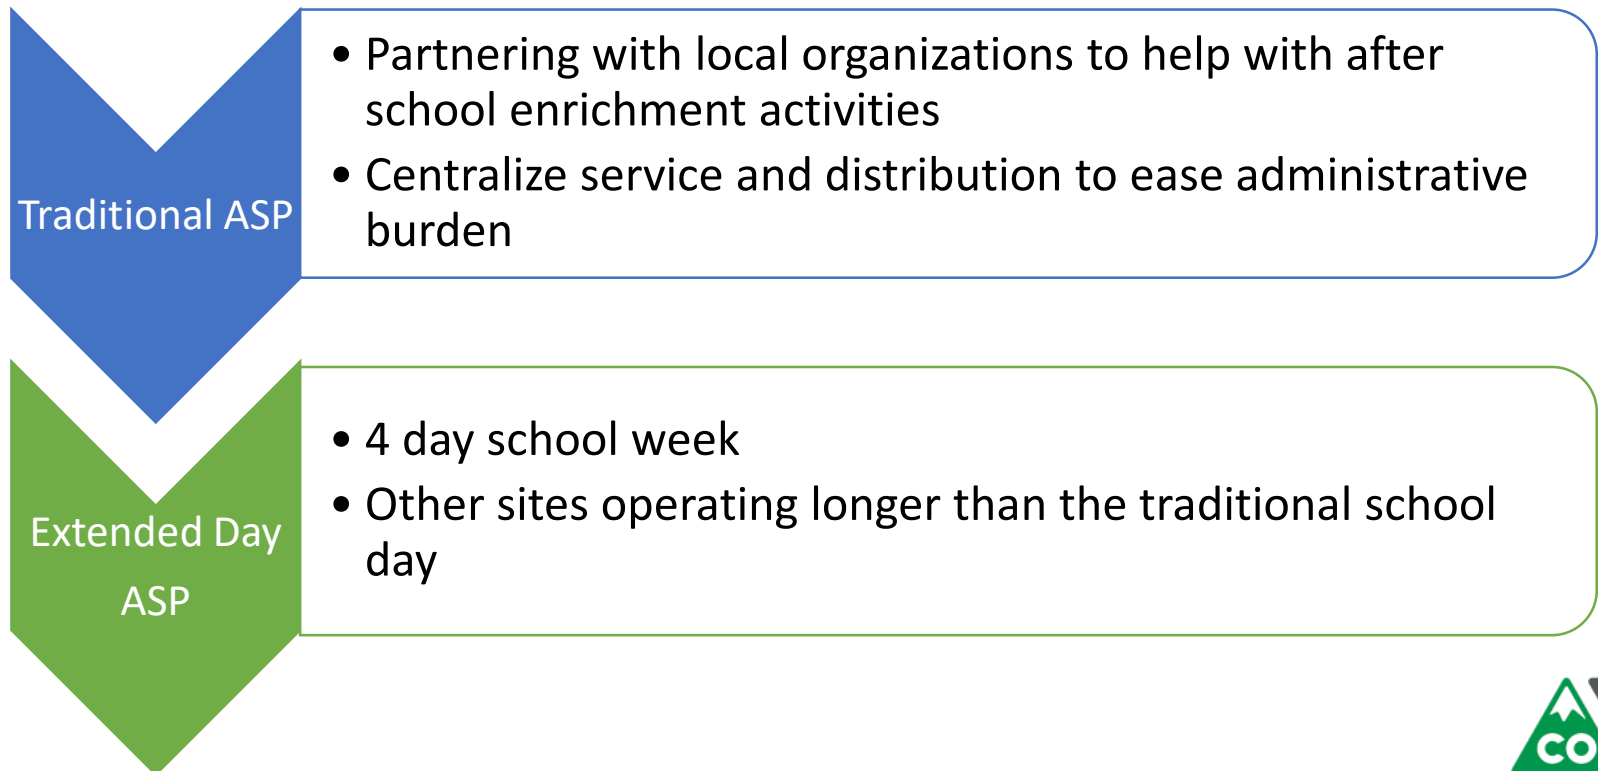 Traditional ASP
• Partnering with local organizations to help with after
school enrichment activities
• Centralize service and distribution to ease administrative
burden
Extended Day
ASP
• 4 day school week
• Other sites operating longer than the traditional school
day
CO